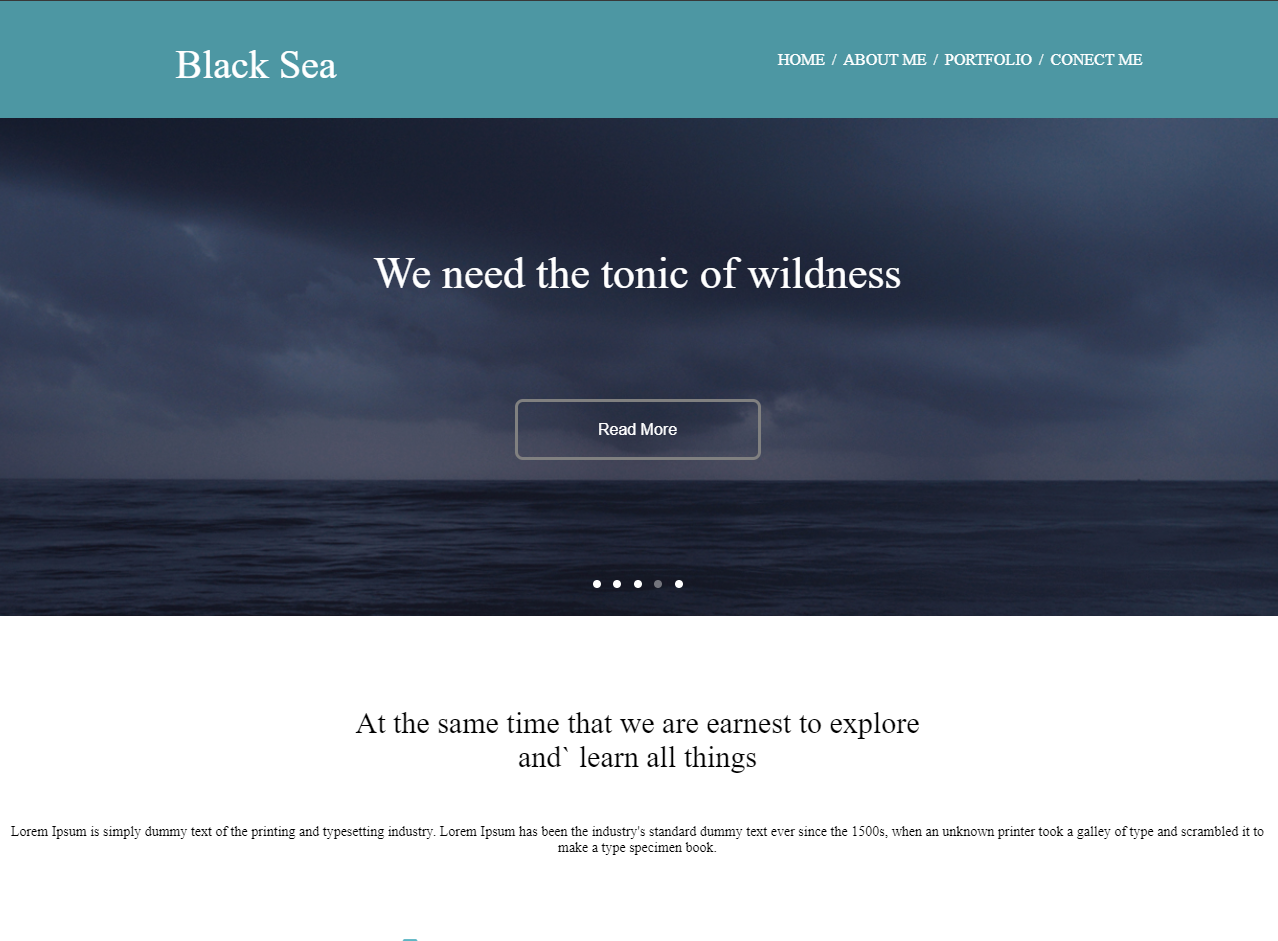 Black Sea
HOME / ABOUT ME / PORTFOLIO / CONECT ME
We need the tonic of wildness
Read More
At the same time that we are earnest to explore
and` learn all things
Lorem Ipsum is simply dummy text of the printing and typesetting industry. Lorem Ipsum has been the industry's standard dummy text ever since the 1500s, when an unknown printer took a galley of type and scrambled it to
make a type specimen book.